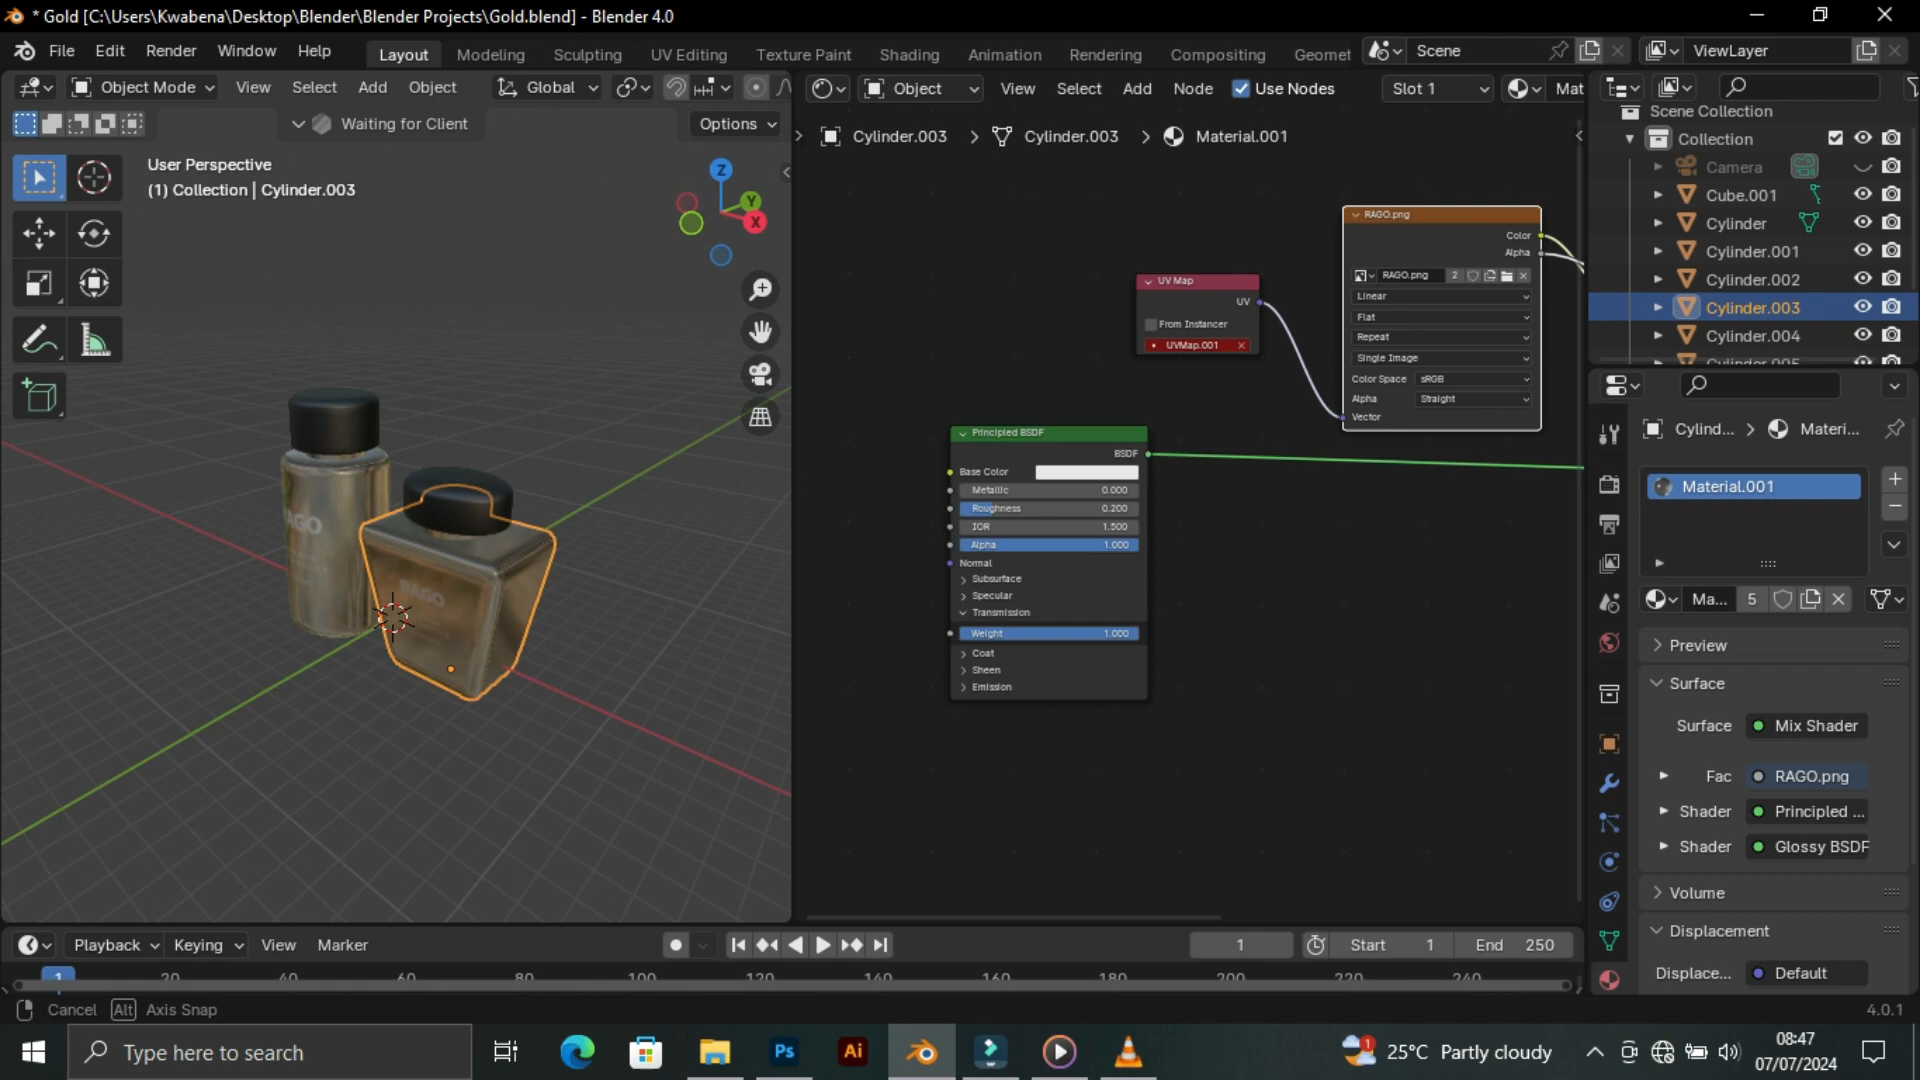 * Gold [C:\Users\Kwabena\Desktop\Blender\Blender Projects\Gold.blend] - Blender 4.0
File Edit Render Window Help
Layout Modeling Sculpting UV Editing Texture Paint Shading Animation Rendering Compositing Geomet
Scene
ViewLayer
Object Mode View Select Add Object Global
Object View Select Add Node Use Nodes Slot 1 Mat
Waiting for Client
Options
User Perspective
(1) Collection | Cylinder.003
Z
Y
X
RAGO
RAGO
Cylinder.003 > Cylinder.003 > Material.001
RAGO.png
Color
Alpha
RAGO.png 2
Linear
Flat
Repeat
Single Image
Color Space sRGB
Alpha Straight
Vector
UV Map
UV
From Instancer
UVMap.001
Principled BSDF
BSDF
Base Color
Metallic 0.000
Roughness 0.200
IOR 1.500
Alpha 1.000
Normal
Subsurface
Specular
Transmission
Weight 1.000
Coat
Sheen
Emission
Scene Collection
Collection
Camera
Cube.001
Cylinder
Cylinder.001
Cylinder.002
Cylinder.003
Cylinder.004
Cylinder.005
Cylind... > Materi...
Material.001
Ma... 5
Preview
Surface
Surface Mix Shader
Fac RAGO.png
Shader Principled ...
Shader Glossy BSDF
Volume
Displacement
Displace... Default
Playback Keying View Marker
1
Start 1
End 250
1 20 40 60 80 100 120 140 160 180 200 220 240
Cancel Alt Axis Snap
4.0.1
Type here to search
Ps
Ai
1
25°C Partly cloudy
08:47
07/07/2024